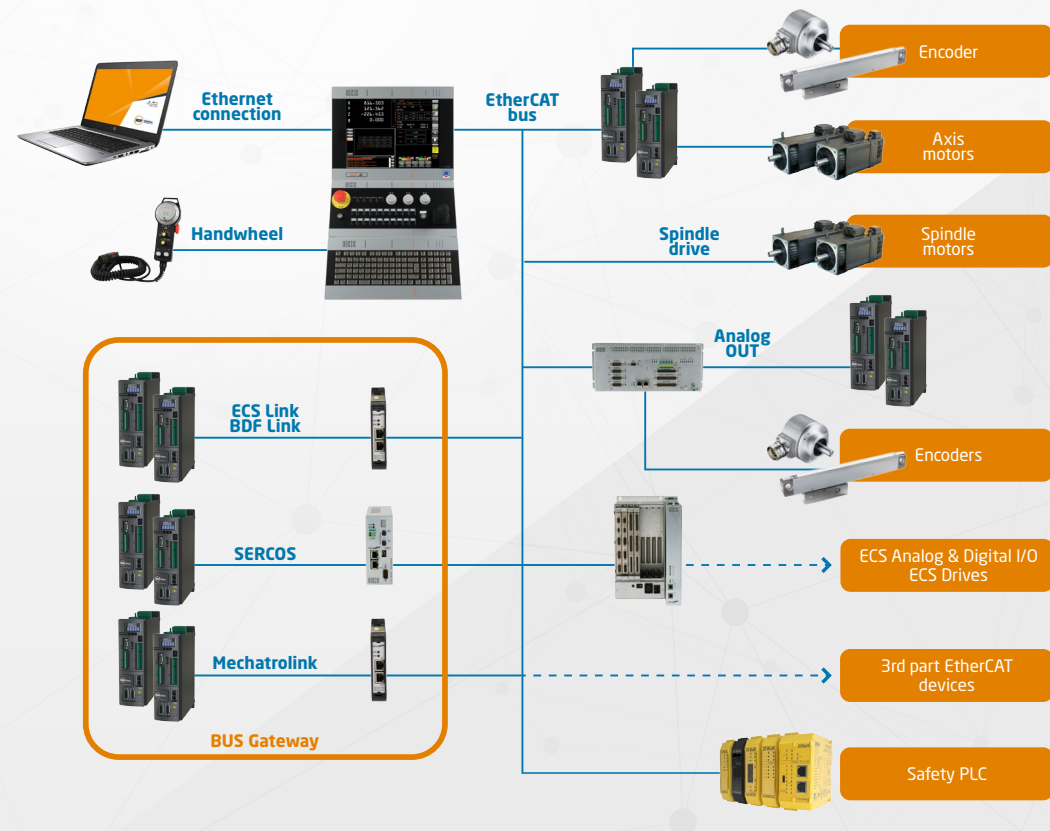 Encoder
Ethernet
connection
EtherCAT
bus
Axis
motors
Handwheel
Spindle
drive
Spindle
motors
Analog
OUT
ECS Link
BDF Link
Encoders
SERCOS
ECS Analog & Digital I/O
ECS Drives
Mechatrolink
3rd part EtherCAT
devices
BUS Gateway
Safety PLC